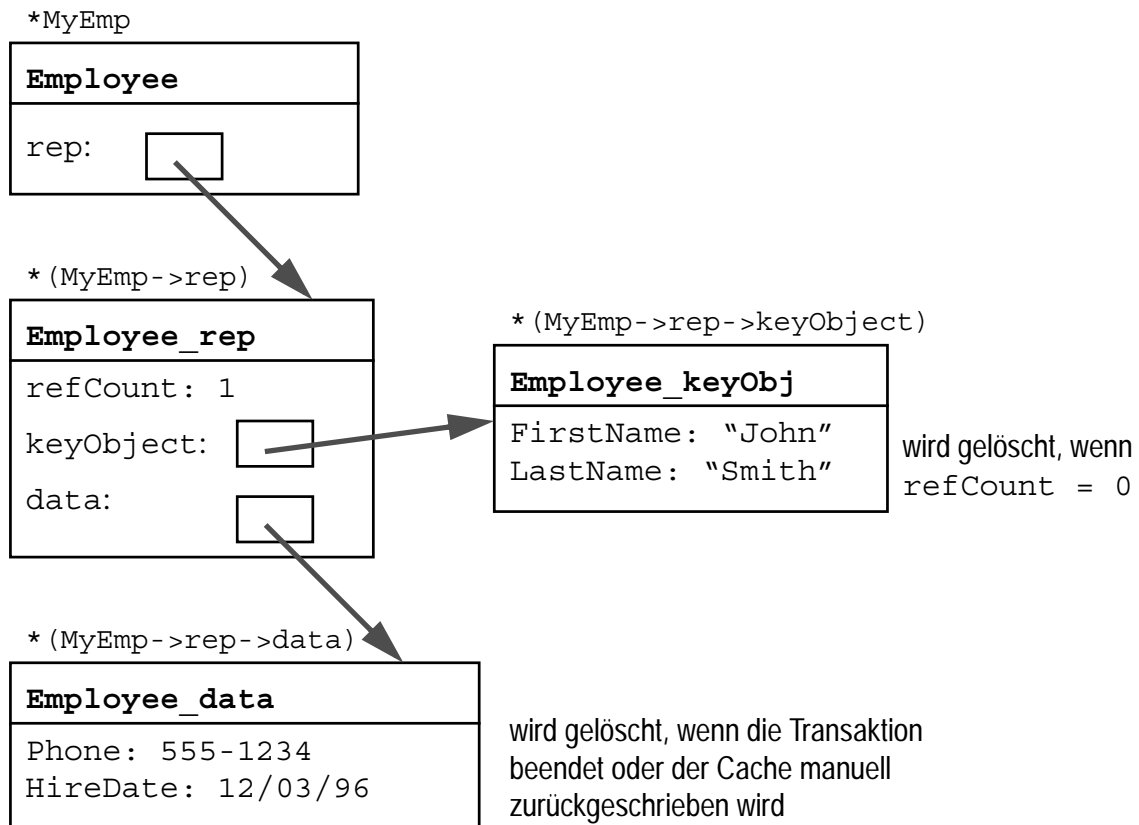 *MyEmp
Employee
rep:
*(MyEmp->rep)
Employee_rep
refCount: 1
keyObject:
data:
*(MyEmp->rep->keyObject)
Employee_keyObj
FirstName: “John”
LastName: “Smith”
wird gelöscht, wenn
refCount = 0
*(MyEmp->rep->data)
Employee_data
Phone: 555-1234
HireDate: 12/03/96
wird gelöscht, wenn die Transaktion
beendet oder der Cache manuell
zurückgeschrieben wird